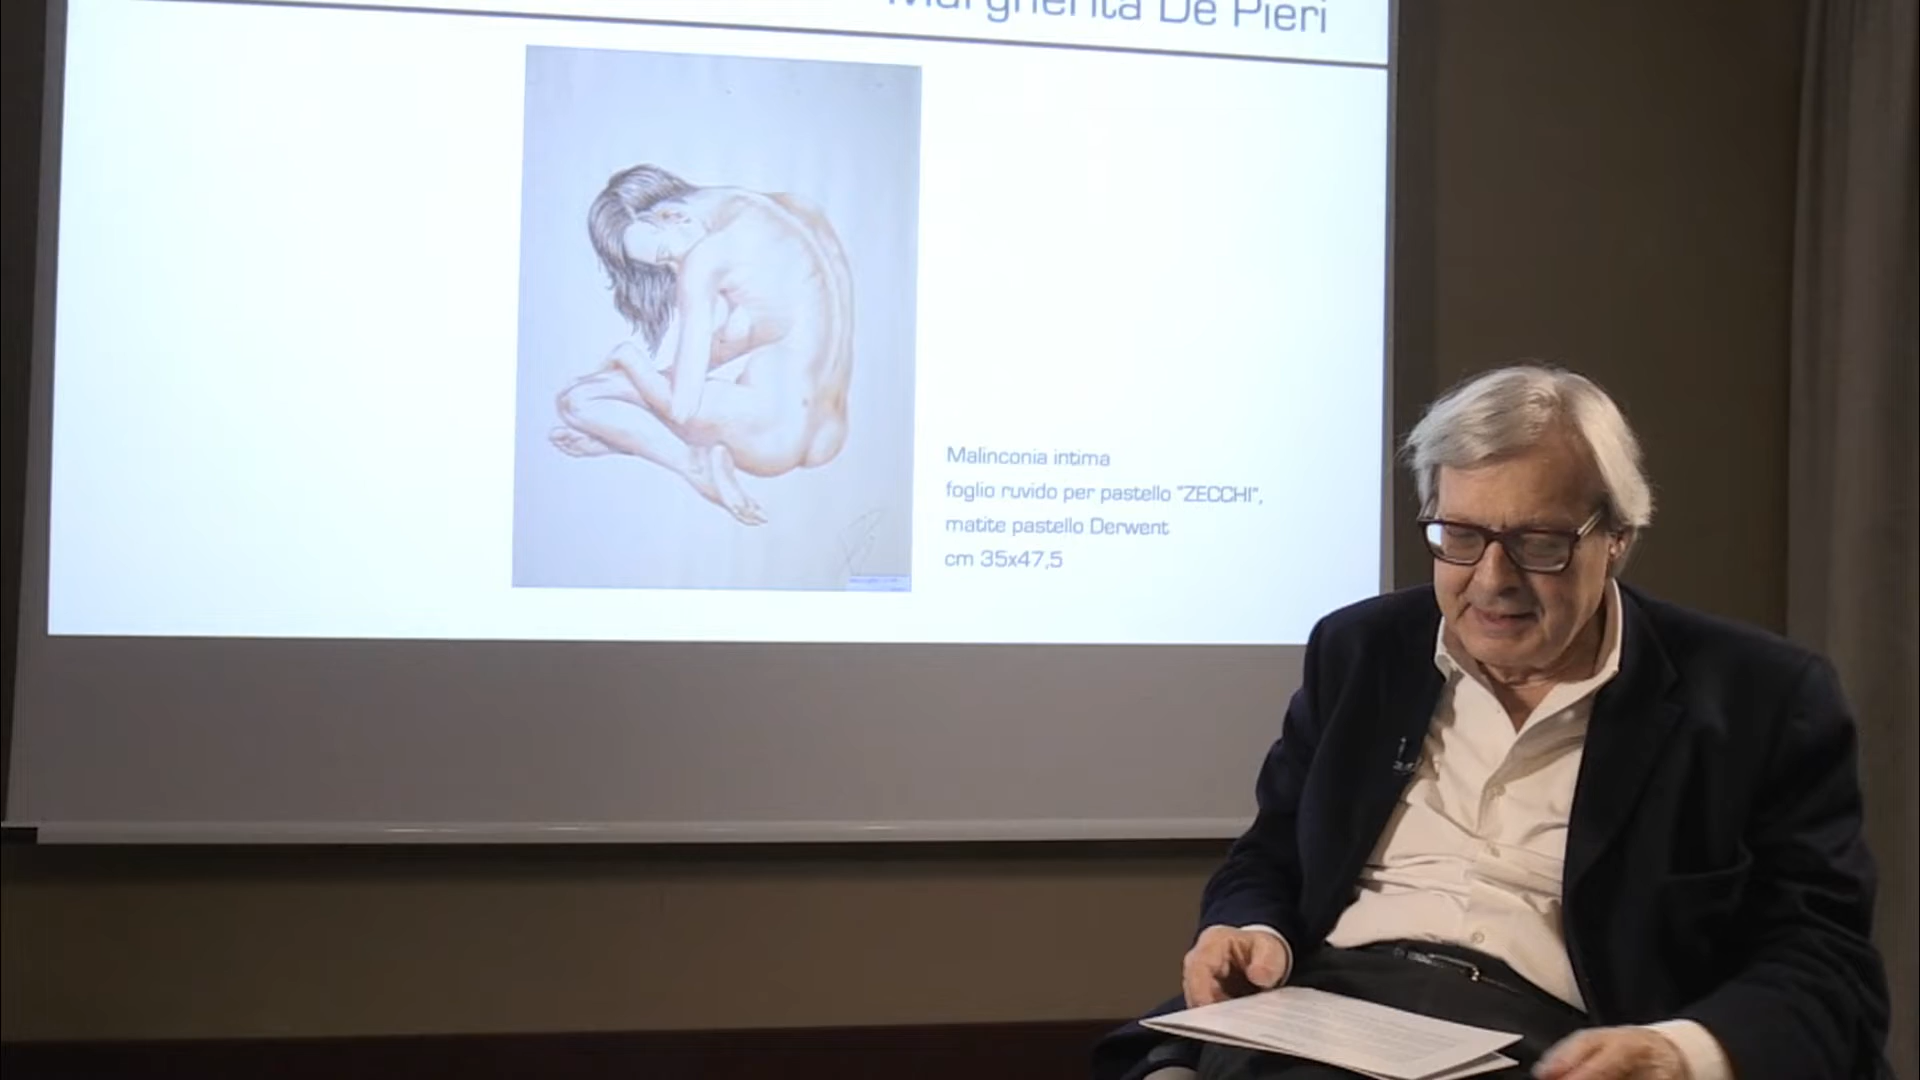 Margherita De Pieri
Malinconia intima
foglio ruvido per pastello "ZECCHI",
matite pastello Derwent
cm 35x47,5